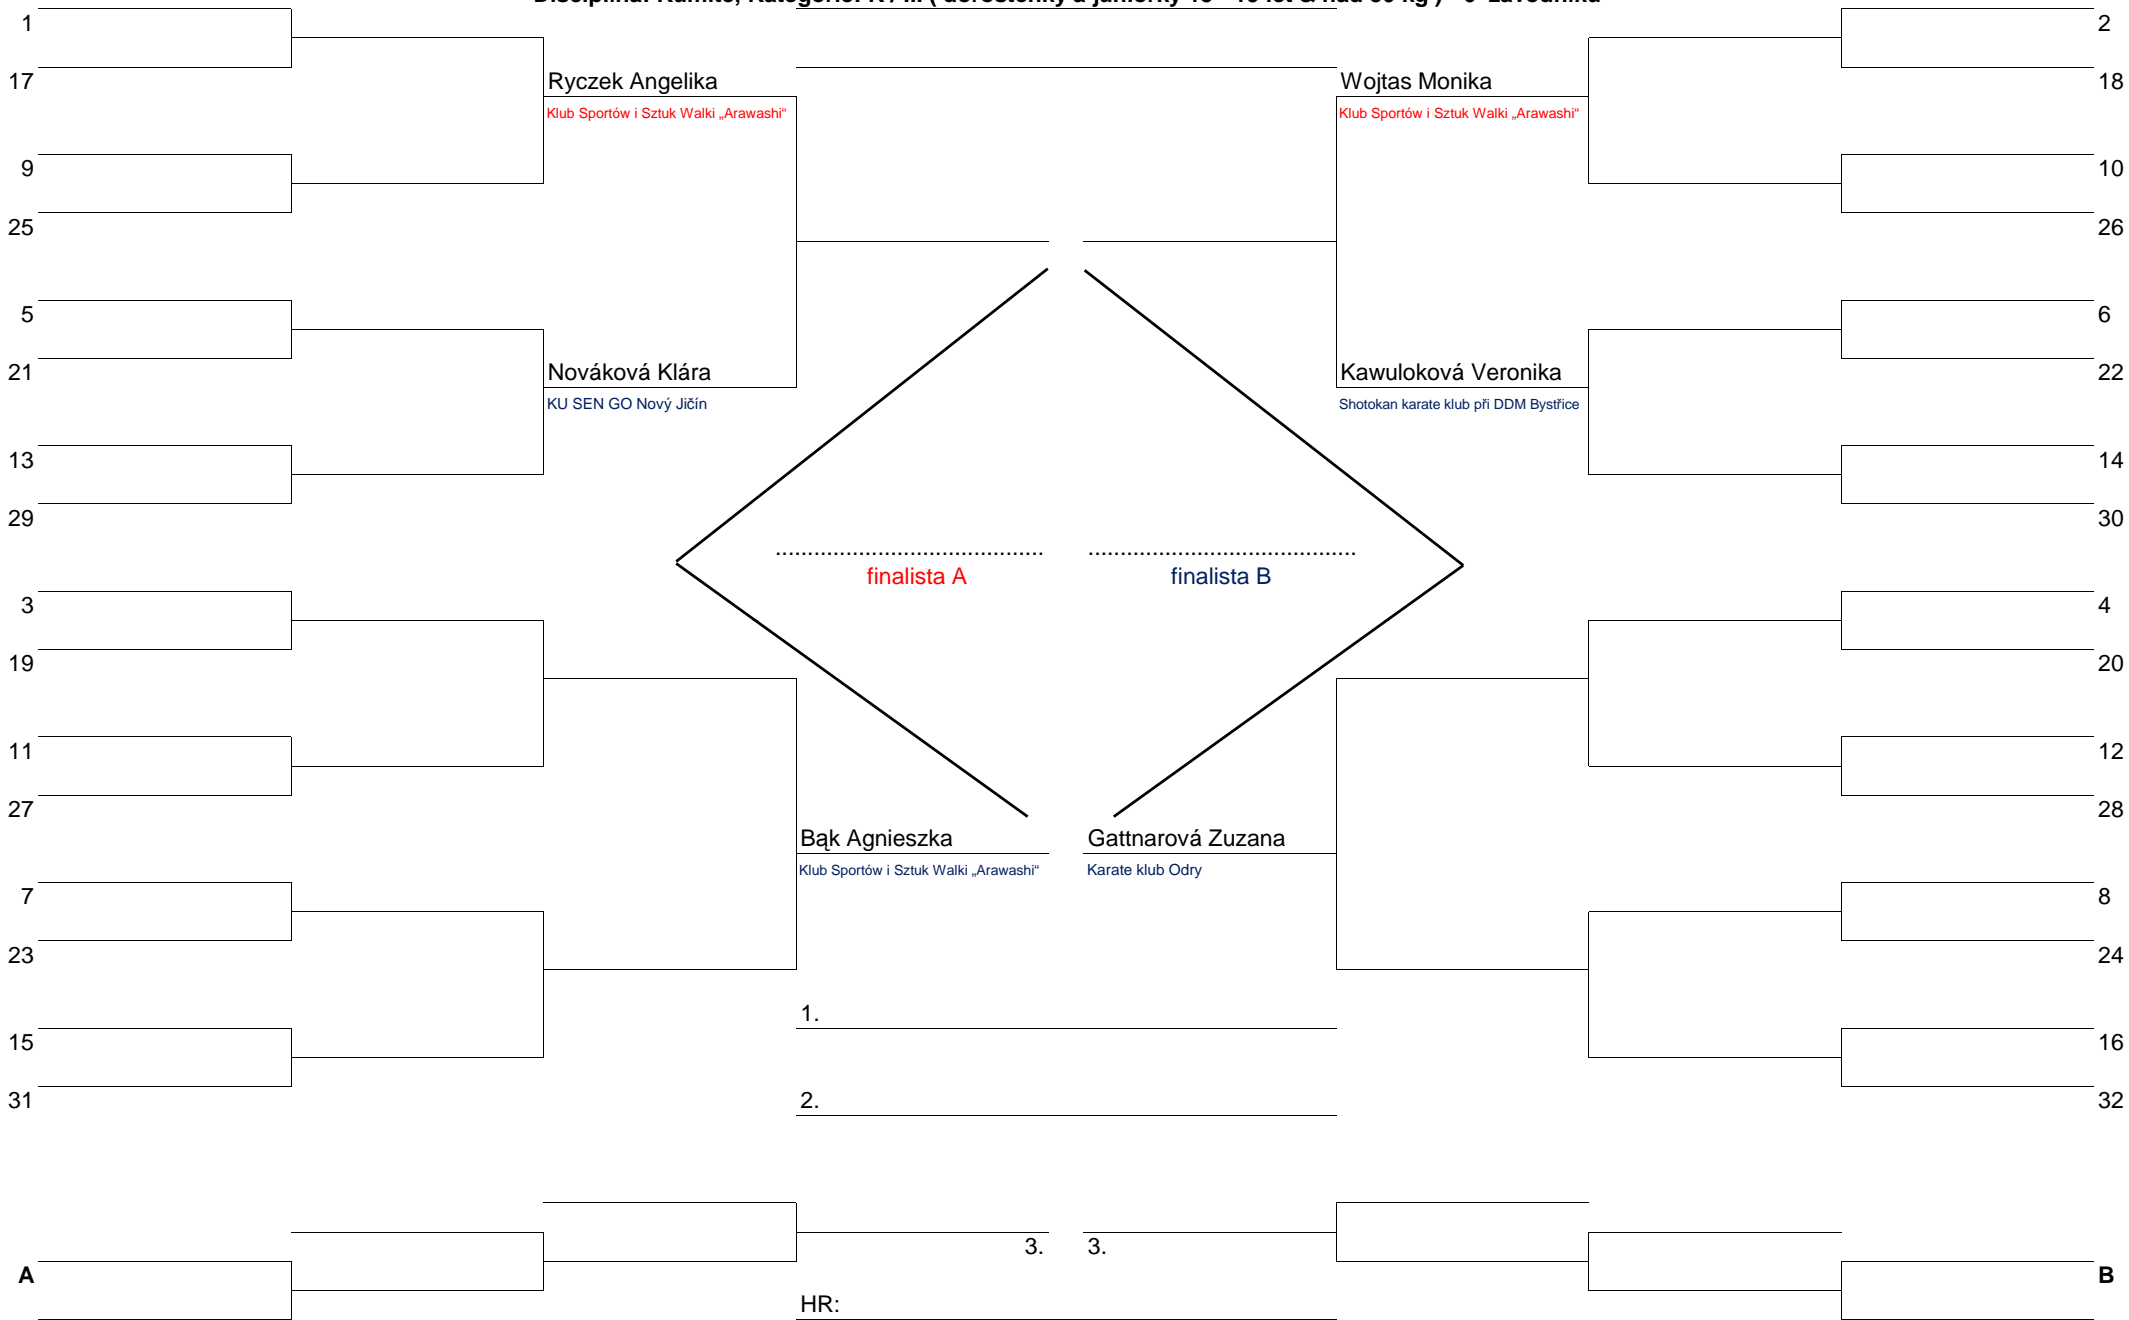 1
2
17
Ryczek Angelika
Wojtas Monika
18
Klub Sportów i Sztuk Walki „Arawashi“
Klub Sportów i Sztuk Walki „Arawashi“
9
10
25
26
5
6
21
Nováková Klára
Kawuloková Veronika
22
KU SEN GO Nový Jičín
Shotokan karate klub při DDM Bystřice
13
14
29
30
finalista A
finalista B
3
4
19
20
11
12
27
28
Bąk Agnieszka
Gattnarová Zuzana
Klub Sportów i Sztuk Walki „Arawashi“
Karate klub Odry
7
8
23
24
1.
15
16
31
2.
32
3.
3.
A
B
HR: